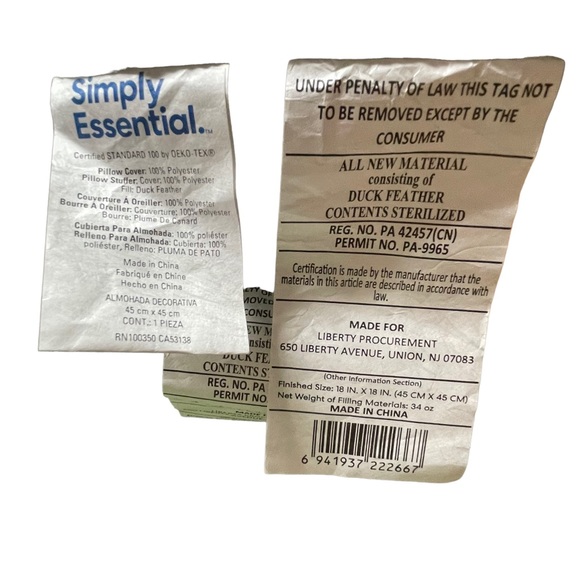 Simply
Essential.™
Certified STANDARD 100 by OEKO-TEX®
Pillow Cover: 100% Polyester
Pillow Stuffer: Cover: 100% Polyester
Fill: Duck Feather
Couverture À Oreiller: 100% Polyester
Bourre À Oreiller: Couverture: 100% Polyester
Bourre: Pluma De Canard
Cubierta Para Almohada: 100% poliéster
Relleno Para Almohada: Cubierta: 100%
poliéster, Relleno: PLUMA DE PATO
Made in China
Fabriqué en Chine
Hecho en China
ALMOHADA DECORATIVA
45 cm x 45 cm
CONT.: 1 PIEZA
RN100350 CA53138
UNDER PENALTY OF LAW THIS TAG NOT
TO BE REMOVED EXCEPT BY THE
CONSUMER
ALL NEW MATERIAL
consisting of
DUCK FEATHER
CONTENTS STERILIZED
REG. NO. PA 42457(CN)
PERMIT NO. PA-9965
Certification is made by the manufacturer that the
materials in this article are described in accordance with
law.
MADE FOR
LIBERTY PROCUREMENT
650 LIBERTY AVENUE, UNION, NJ 07083
(Other Information Section)
Finished Size: 18 IN. X 18 IN. (45 CM X 45 CM)
Net Weight of Filling Materials: 34 oz
MADE IN CHINA
6 941937 222667
ALL NEW
DUCK FEA
CONTENTS
REG. NO. PA
PERMIT NO